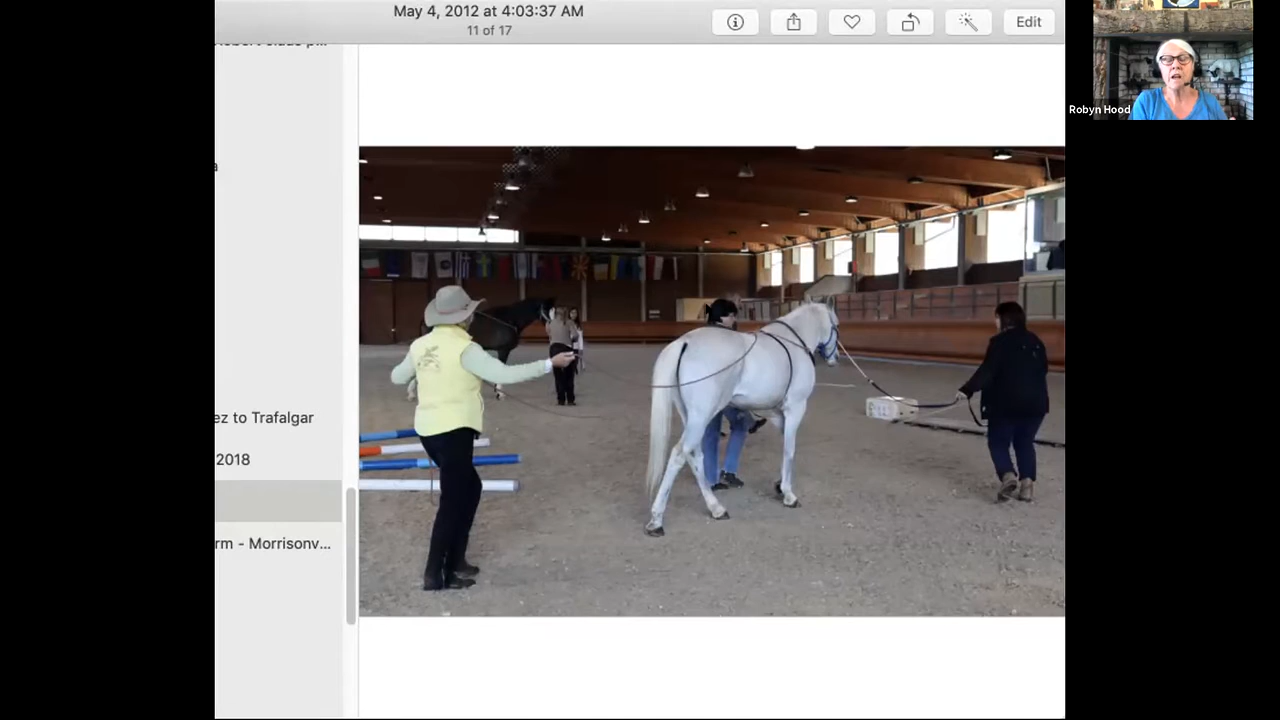 May 4, 2012 at 4:03:37 AM
11 of 17
Edit
Robyn Hood
ez to Trafalgar
2018
rm - Morrisonv...